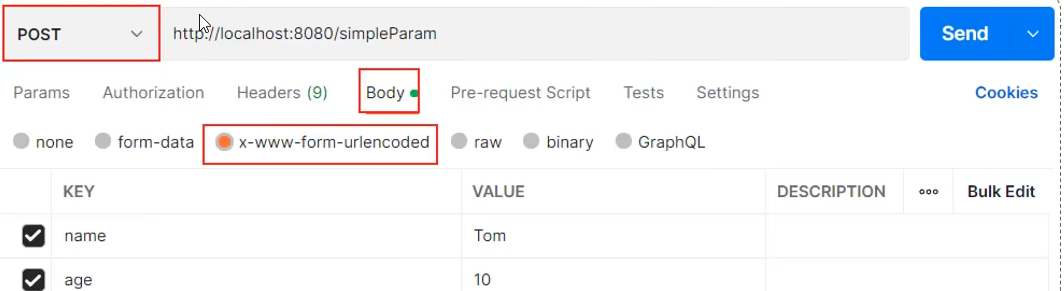 POST http://localhost:8080/simpleParam Send
Params Authorization Headers (9) Body Pre-request Script Tests Settings Cookies
none form-data x-www-form-urlencoded raw binary GraphQL
KEY VALUE DESCRIPTION ooo Bulk Edit
name Tom
age 10